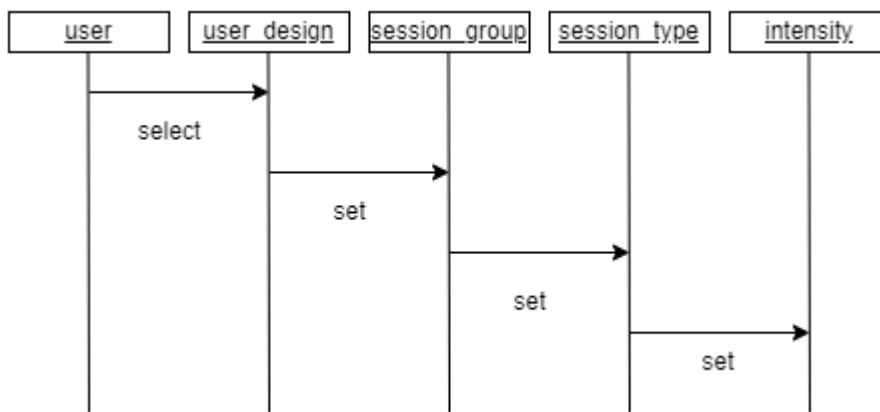 user
user_design
session_group
session_type
intensity
select
set
set
set